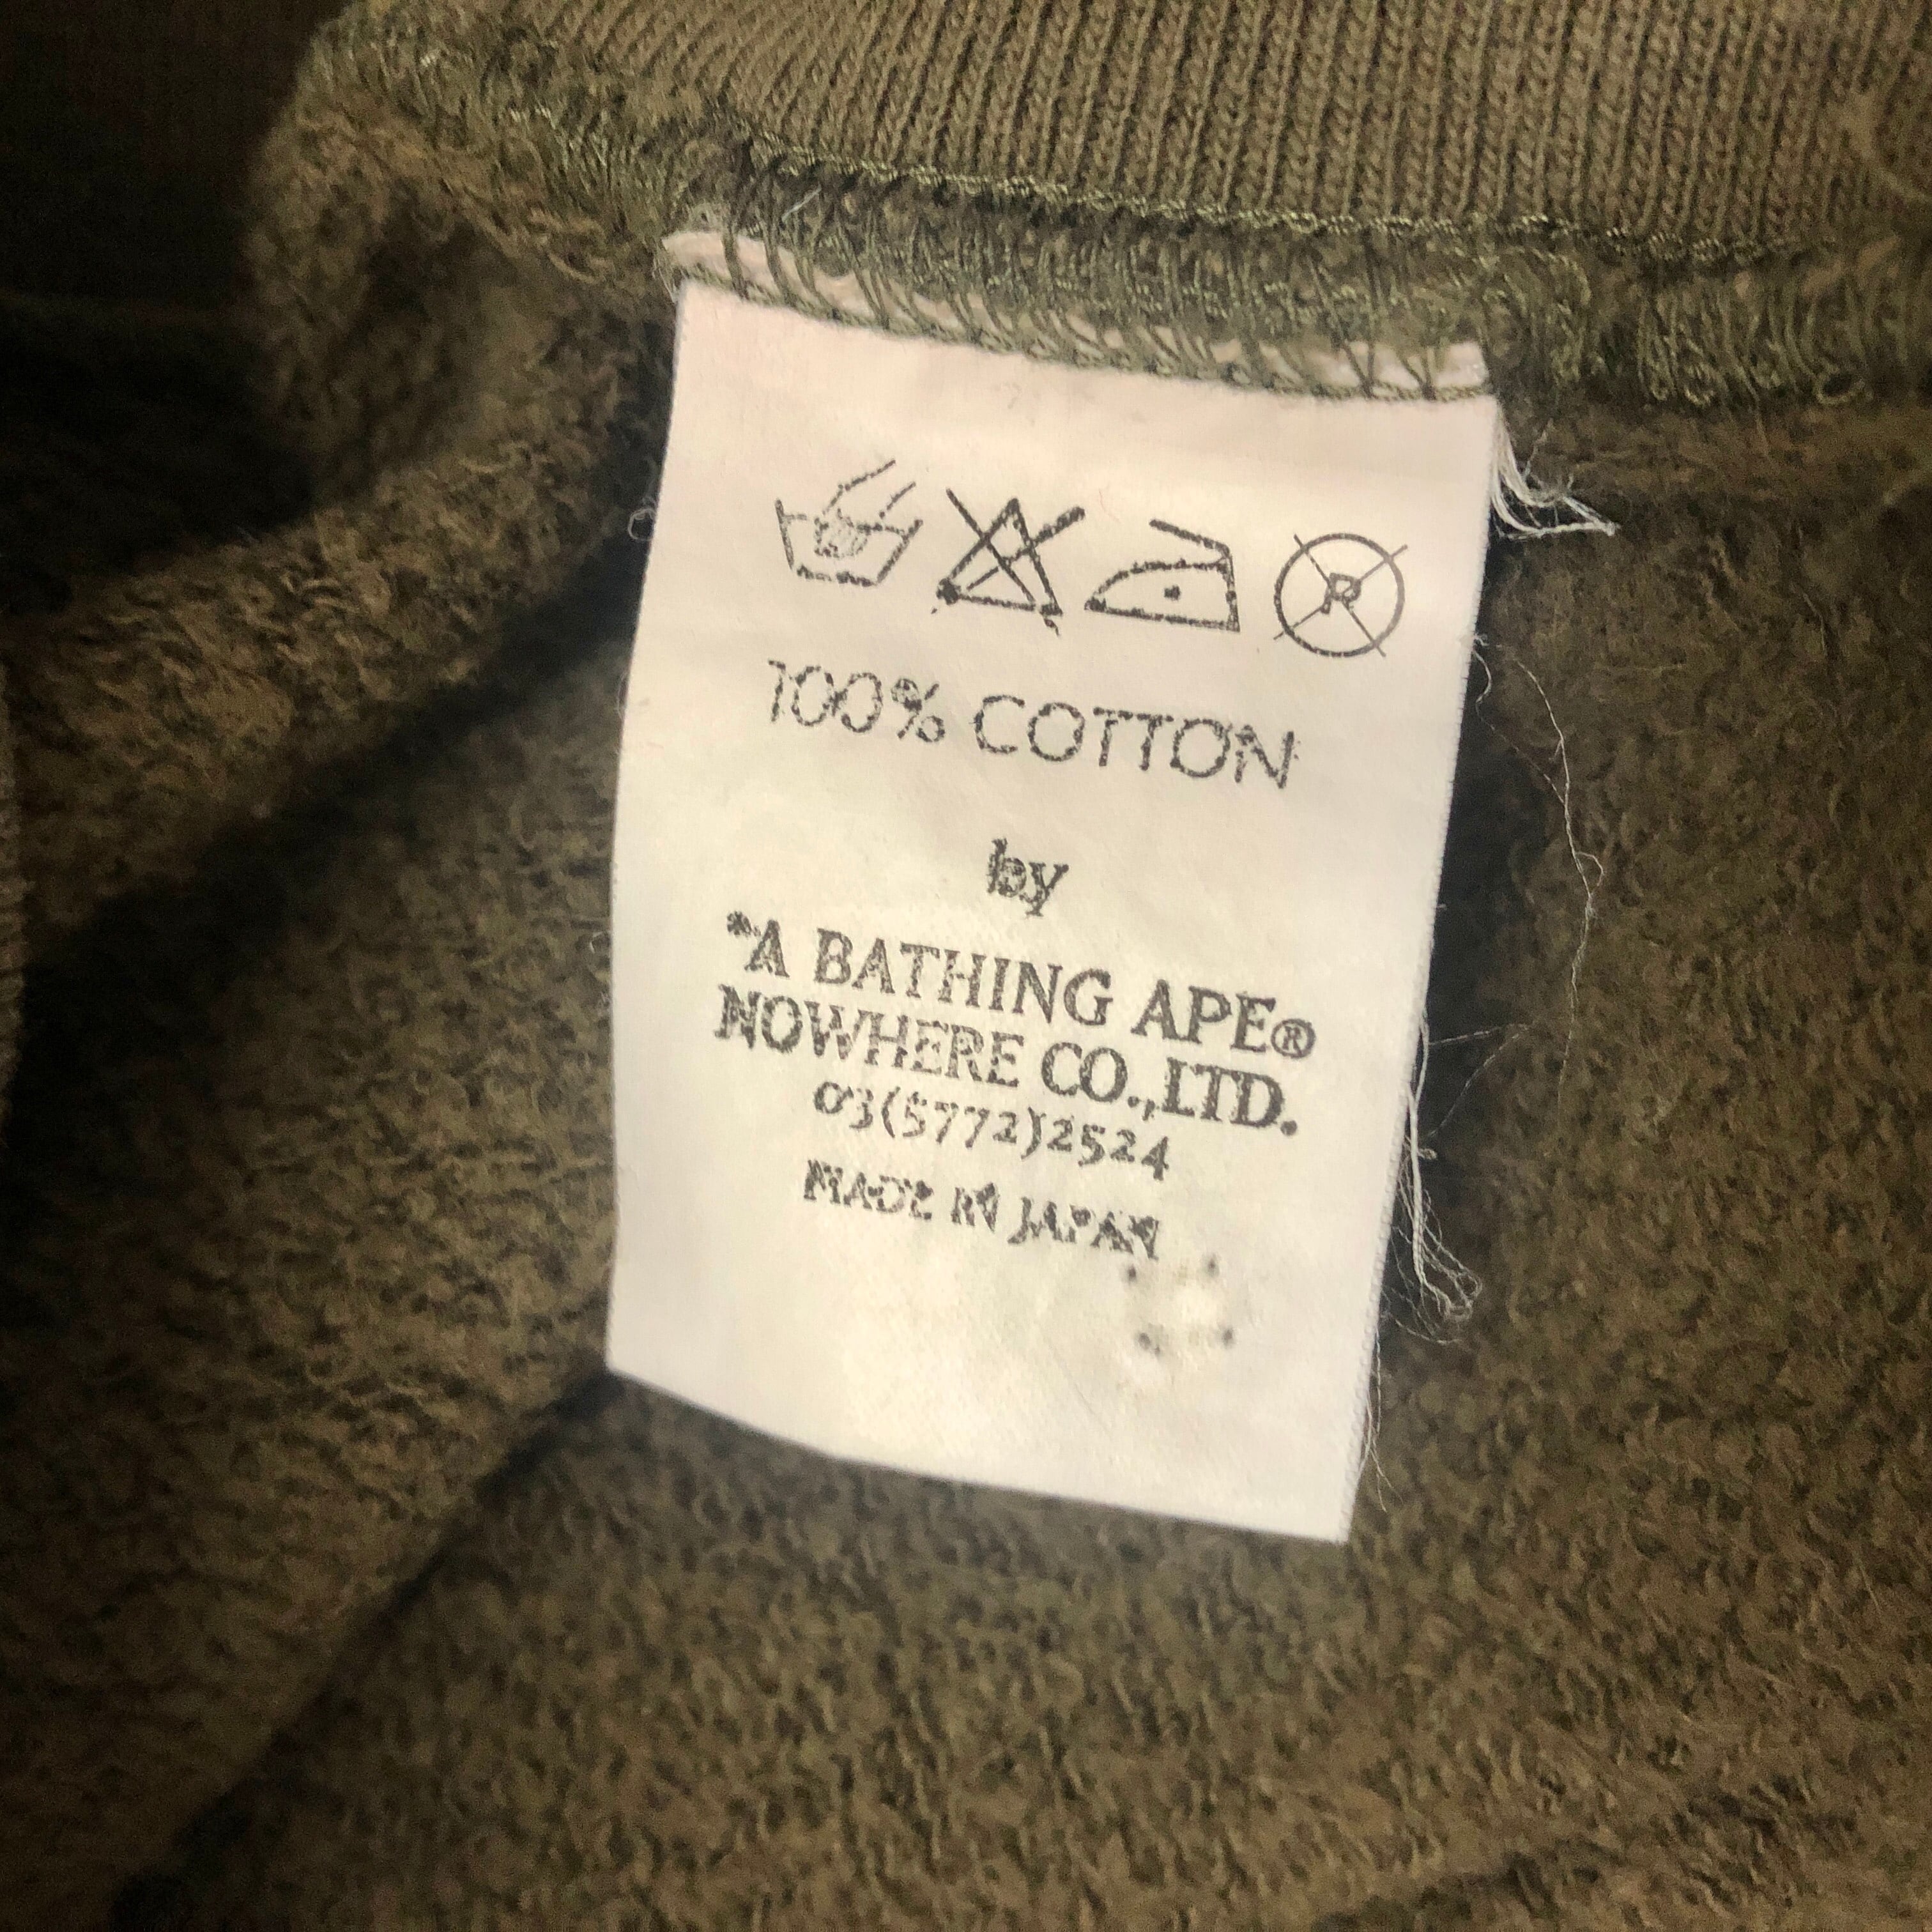 R
100% COTTON
by
*A BATHING APE®
NOWHERE CO.,LTD.
03(5772)2524
MADE IN JAPAN